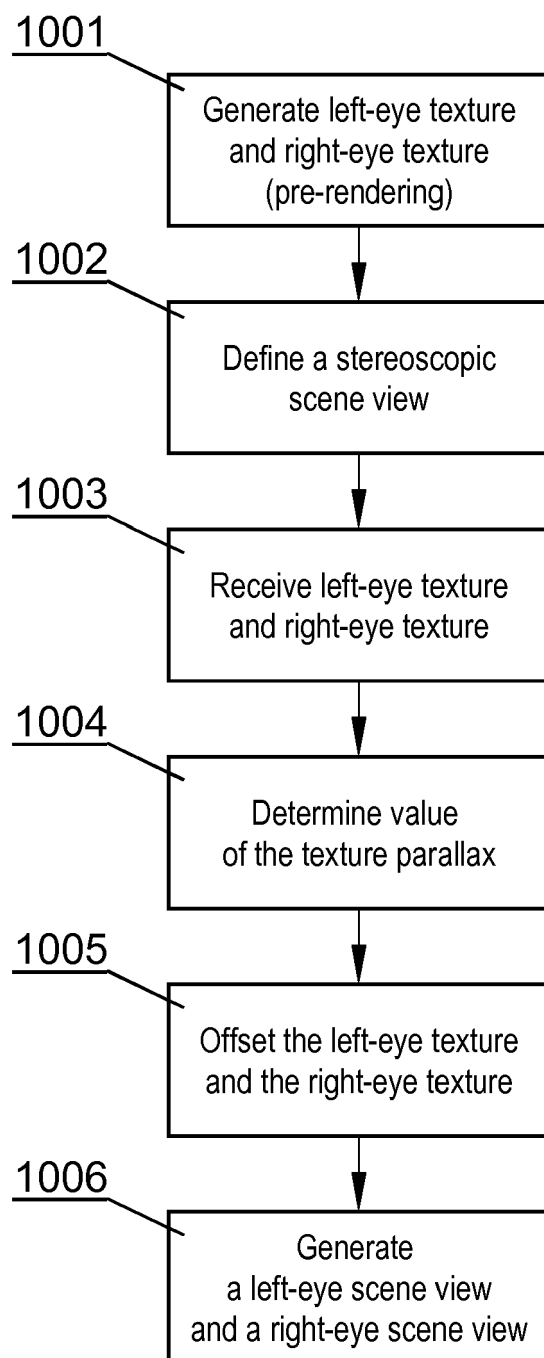 1001
Generate left-eye texture
and right-eye texture
(pre-rendering)
1002
Define a stereoscopic
scene view
1003
Receive left-eye texture
and right-eye texture
1004
Determine value
of the texture parallax
1005
Offset the left-eye texture
and the right-eye texture
1006
Generate
a left-eye scene view
and a right-eye scene view